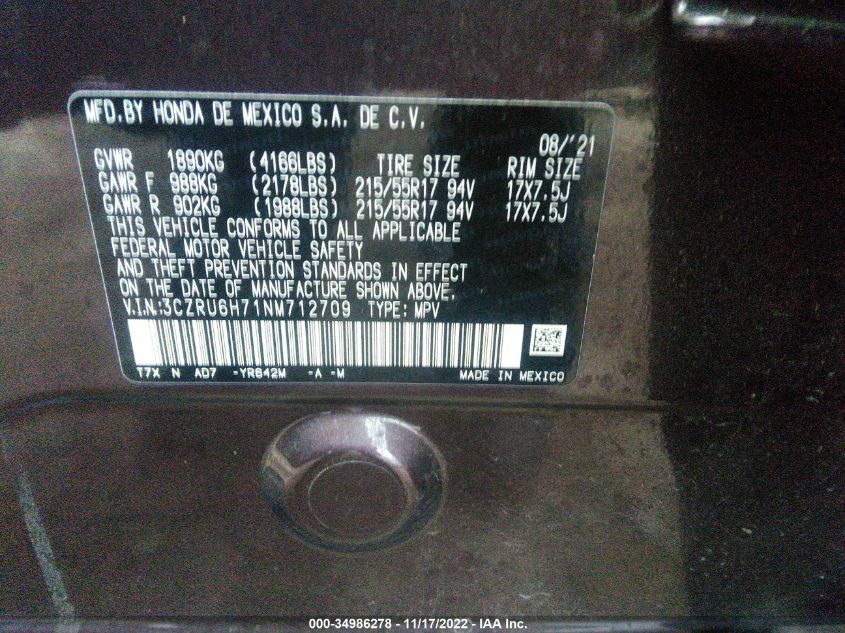 MFD.BY HONDA DE MEXICO S.A. DE C.V.
08/'21
GVWR 1890KG (4166LBS) TIRE SIZE RIM SIZE
GAWR F 988KG (2178LBS) 215/55R17 94V 17X7.5J
GAWR R 902KG (1988LBS) 215/55R17 94V 17X7.5J
THIS VEHICLE CONFORMS TO ALL APPLICABLE
FEDERAL MOTOR VEHICLE SAFETY
AND THEFT PREVENTION STANDARDS IN EFFECT
ON THE DATE OF MANUFACTURE SHOWN ABOVE.
V.I.N:3CZRU6H71NM712709 TYPE: MPV
T7X N AD7 -YR642M -A -M MADE IN MEXICO
000-34986278 - 11/17/2022 - IAA Inc.